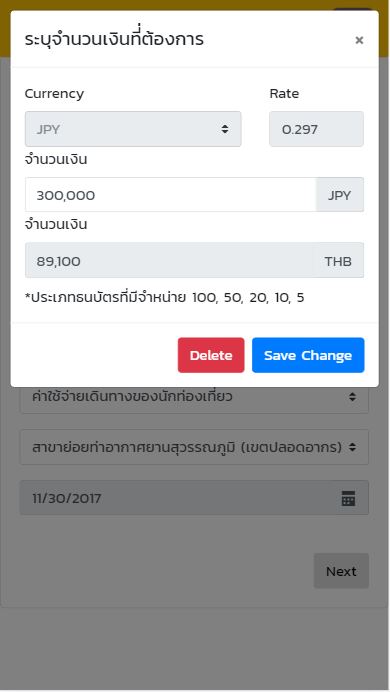 ระบุจำนวนเงินที่ต้องการ ×
Currency Rate
JPY 0.297
จำนวนเงิน
300,000 JPY
จำนวนเงิน
89,100 THB
*ประเภทธนบัตรที่มีจำหน่าย 100, 50, 20, 10, 5
Delete Save Change
ค่าใช้จ่ายเดินทางของนักท่องเที่ยว
สาขาย่อยท่าอากาศยานสุวรรณภูมิ (เขตปลอดอากร)
11/30/2017
Next